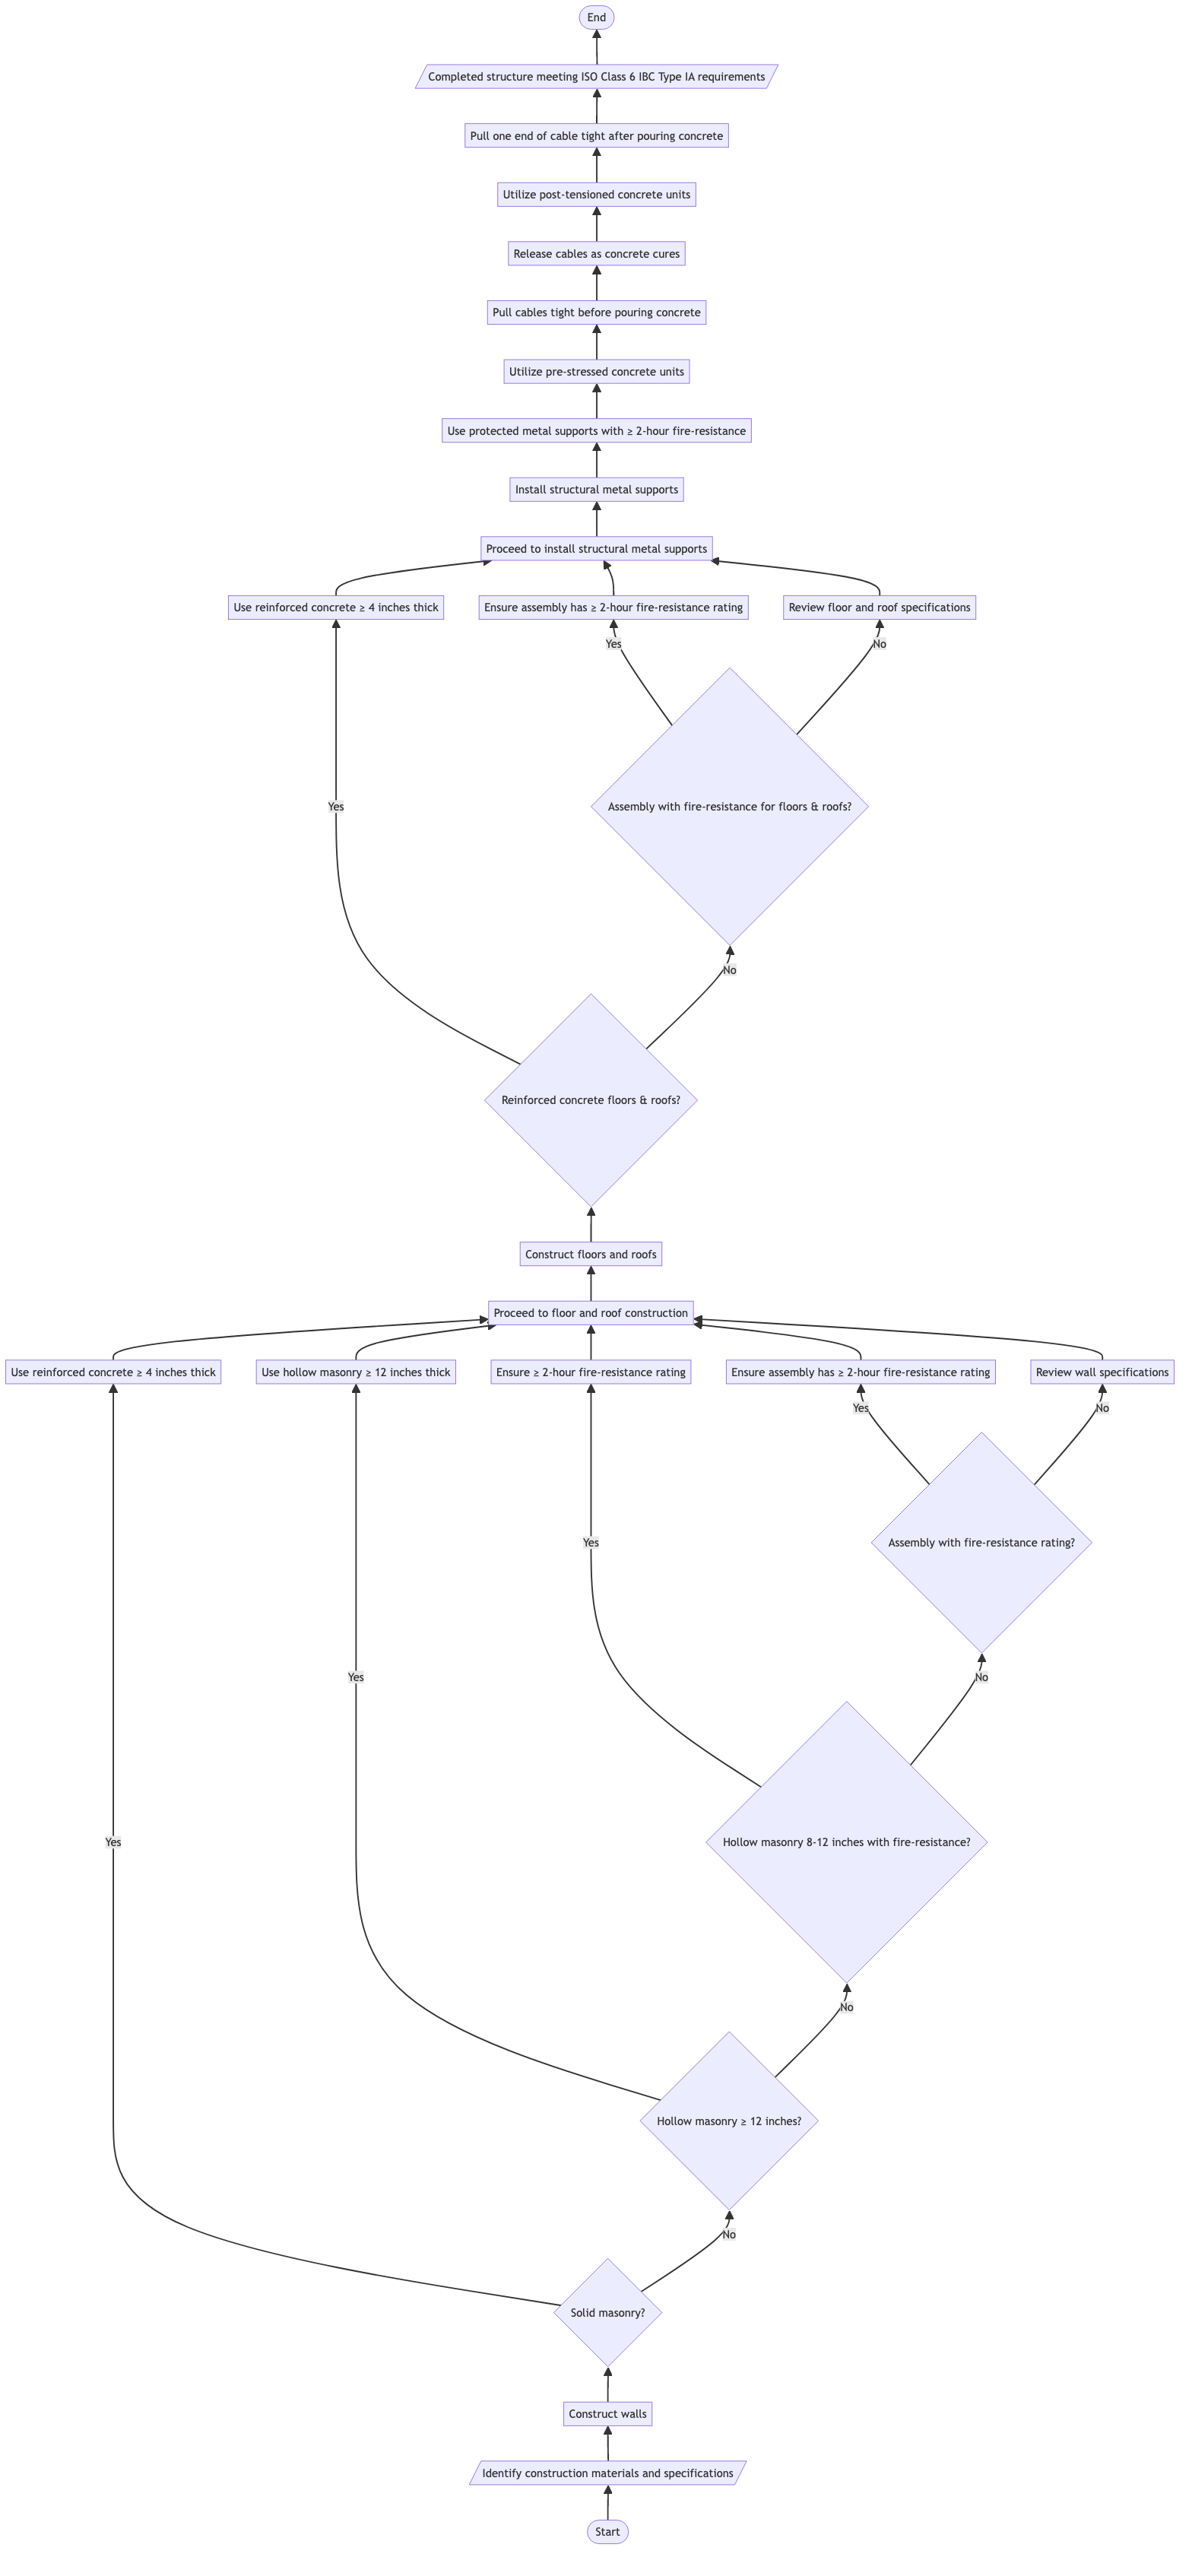 End
Completed structure meeting ISO Class 6 IBC Type IA requirements
Pull one end of cable tight after pouring concrete
Utilize post-tensioned concrete units
Release cables as concrete cures
Pull cables tight before pouring concrete
Utilize pre-stressed concrete units
Use protected metal supports with ≥ 2-hour fire-resistance
Install structural metal supports
Proceed to install structural metal supports
Use reinforced concrete ≥ 4 inches thick
Ensure assembly has ≥ 2-hour fire-resistance rating
Review floor and roof specifications
Yes
No
Yes
Assembly with fire-resistance for floors & roofs?
No
Reinforced concrete floors & roofs?
Construct floors and roofs
Proceed to floor and roof construction
Use reinforced concrete ≥ 4 inches thick
Use hollow masonry ≥ 12 inches thick
Ensure ≥ 2-hour fire-resistance rating
Ensure assembly has ≥ 2-hour fire-resistance rating
Review wall specifications
Yes
No
Yes
Assembly with fire-resistance rating?
Yes
No
Yes
Hollow masonry 8-12 inches with fire-resistance?
No
Hollow masonry ≥ 12 inches?
No
Solid masonry?
Construct walls
Identify construction materials and specifications
Start